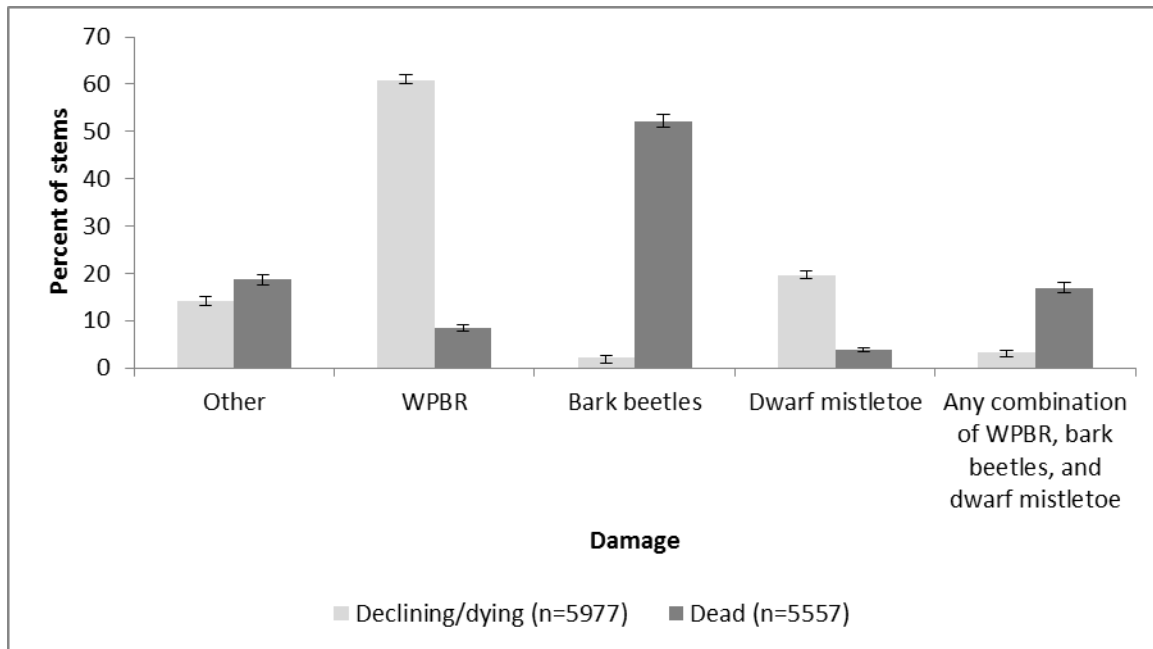 70
60
50
40
30
20
10
0
Percent of stems
Other
WPBR
Bark beetles
Dwarf mistletoe
Any combination
of WPBR, bark
beetles, and
dwarf mistletoe
Damage
Declining/dying (n=5977)
Dead (n=5557)